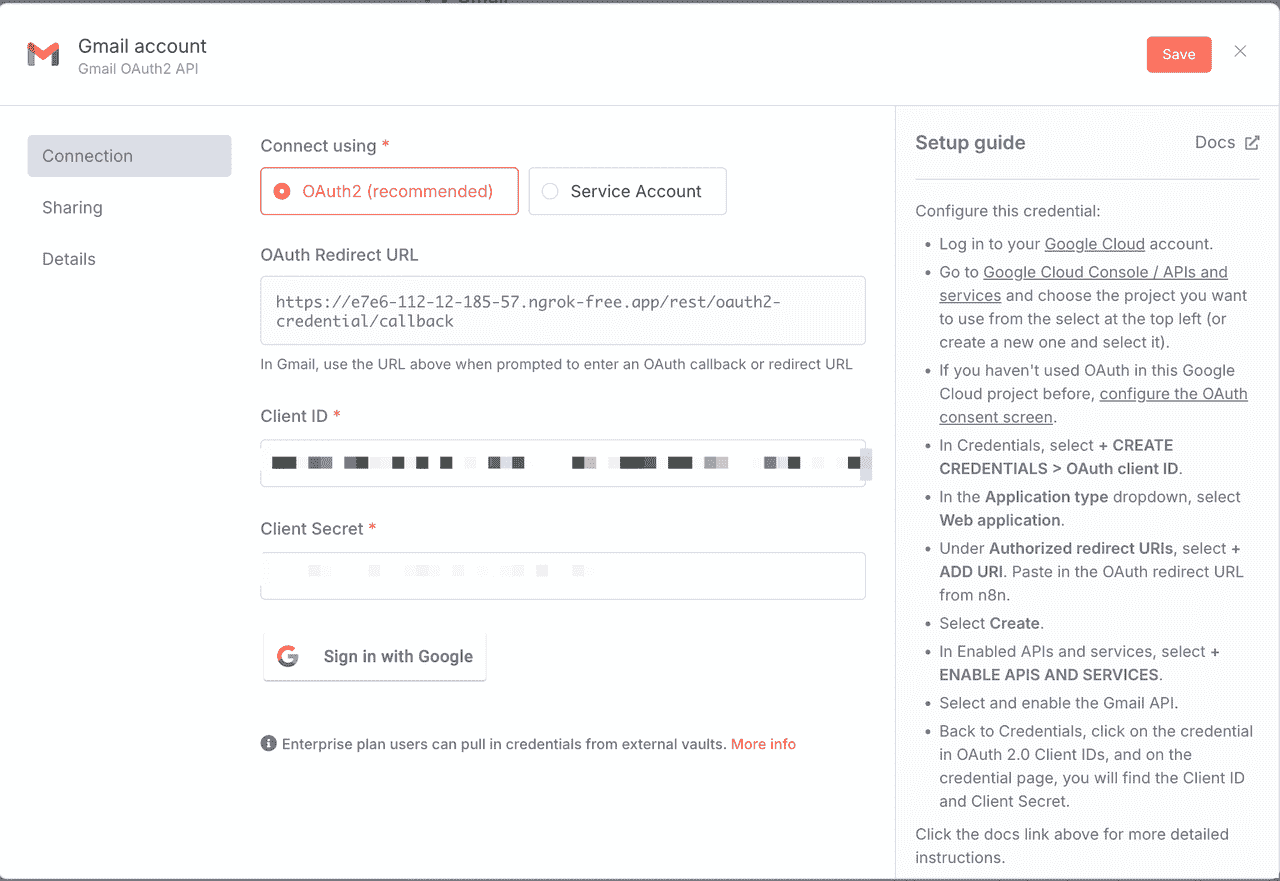 Gmail account
Gmail OAuth2 API
Save
Connection
Sharing
Details
Connect using *
OAuth2 (recommended)
Service Account
OAuth Redirect URL
https://e7e6-112-12-185-57.ngrok-free.app/rest/oauth2-
credential/callback
In Gmail, use the URL above when prompted to enter an OAuth callback or redirect URL
Client ID *
Client Secret *
Sign in with Google
Enterprise plan users can pull in credentials from external vaults. More info
Setup guide
Docs
Configure this credential:
• Log in to your Google Cloud account.
• Go to Google Cloud Console / APIs and
services and choose the project you want
to use from the select at the top left (or
create a new one and select it).
• If you haven't used OAuth in this Google
Cloud project before, configure the OAuth
consent screen.
• In Credentials, select + CREATE
CREDENTIALS > OAuth client ID.
• In the Application type dropdown, select
Web application.
• Under Authorized redirect URIs, select +
ADD URI. Paste in the OAuth redirect URL
from n8n.
• Select Create.
• In Enabled APIs and services, select +
ENABLE APIS AND SERVICES.
• Select and enable the Gmail API.
• Back to Credentials, click on the credential
in OAuth 2.0 Client IDs, and on the
credential page, you will find the Client ID
and Client Secret.
Click the docs link above for more detailed
instructions.